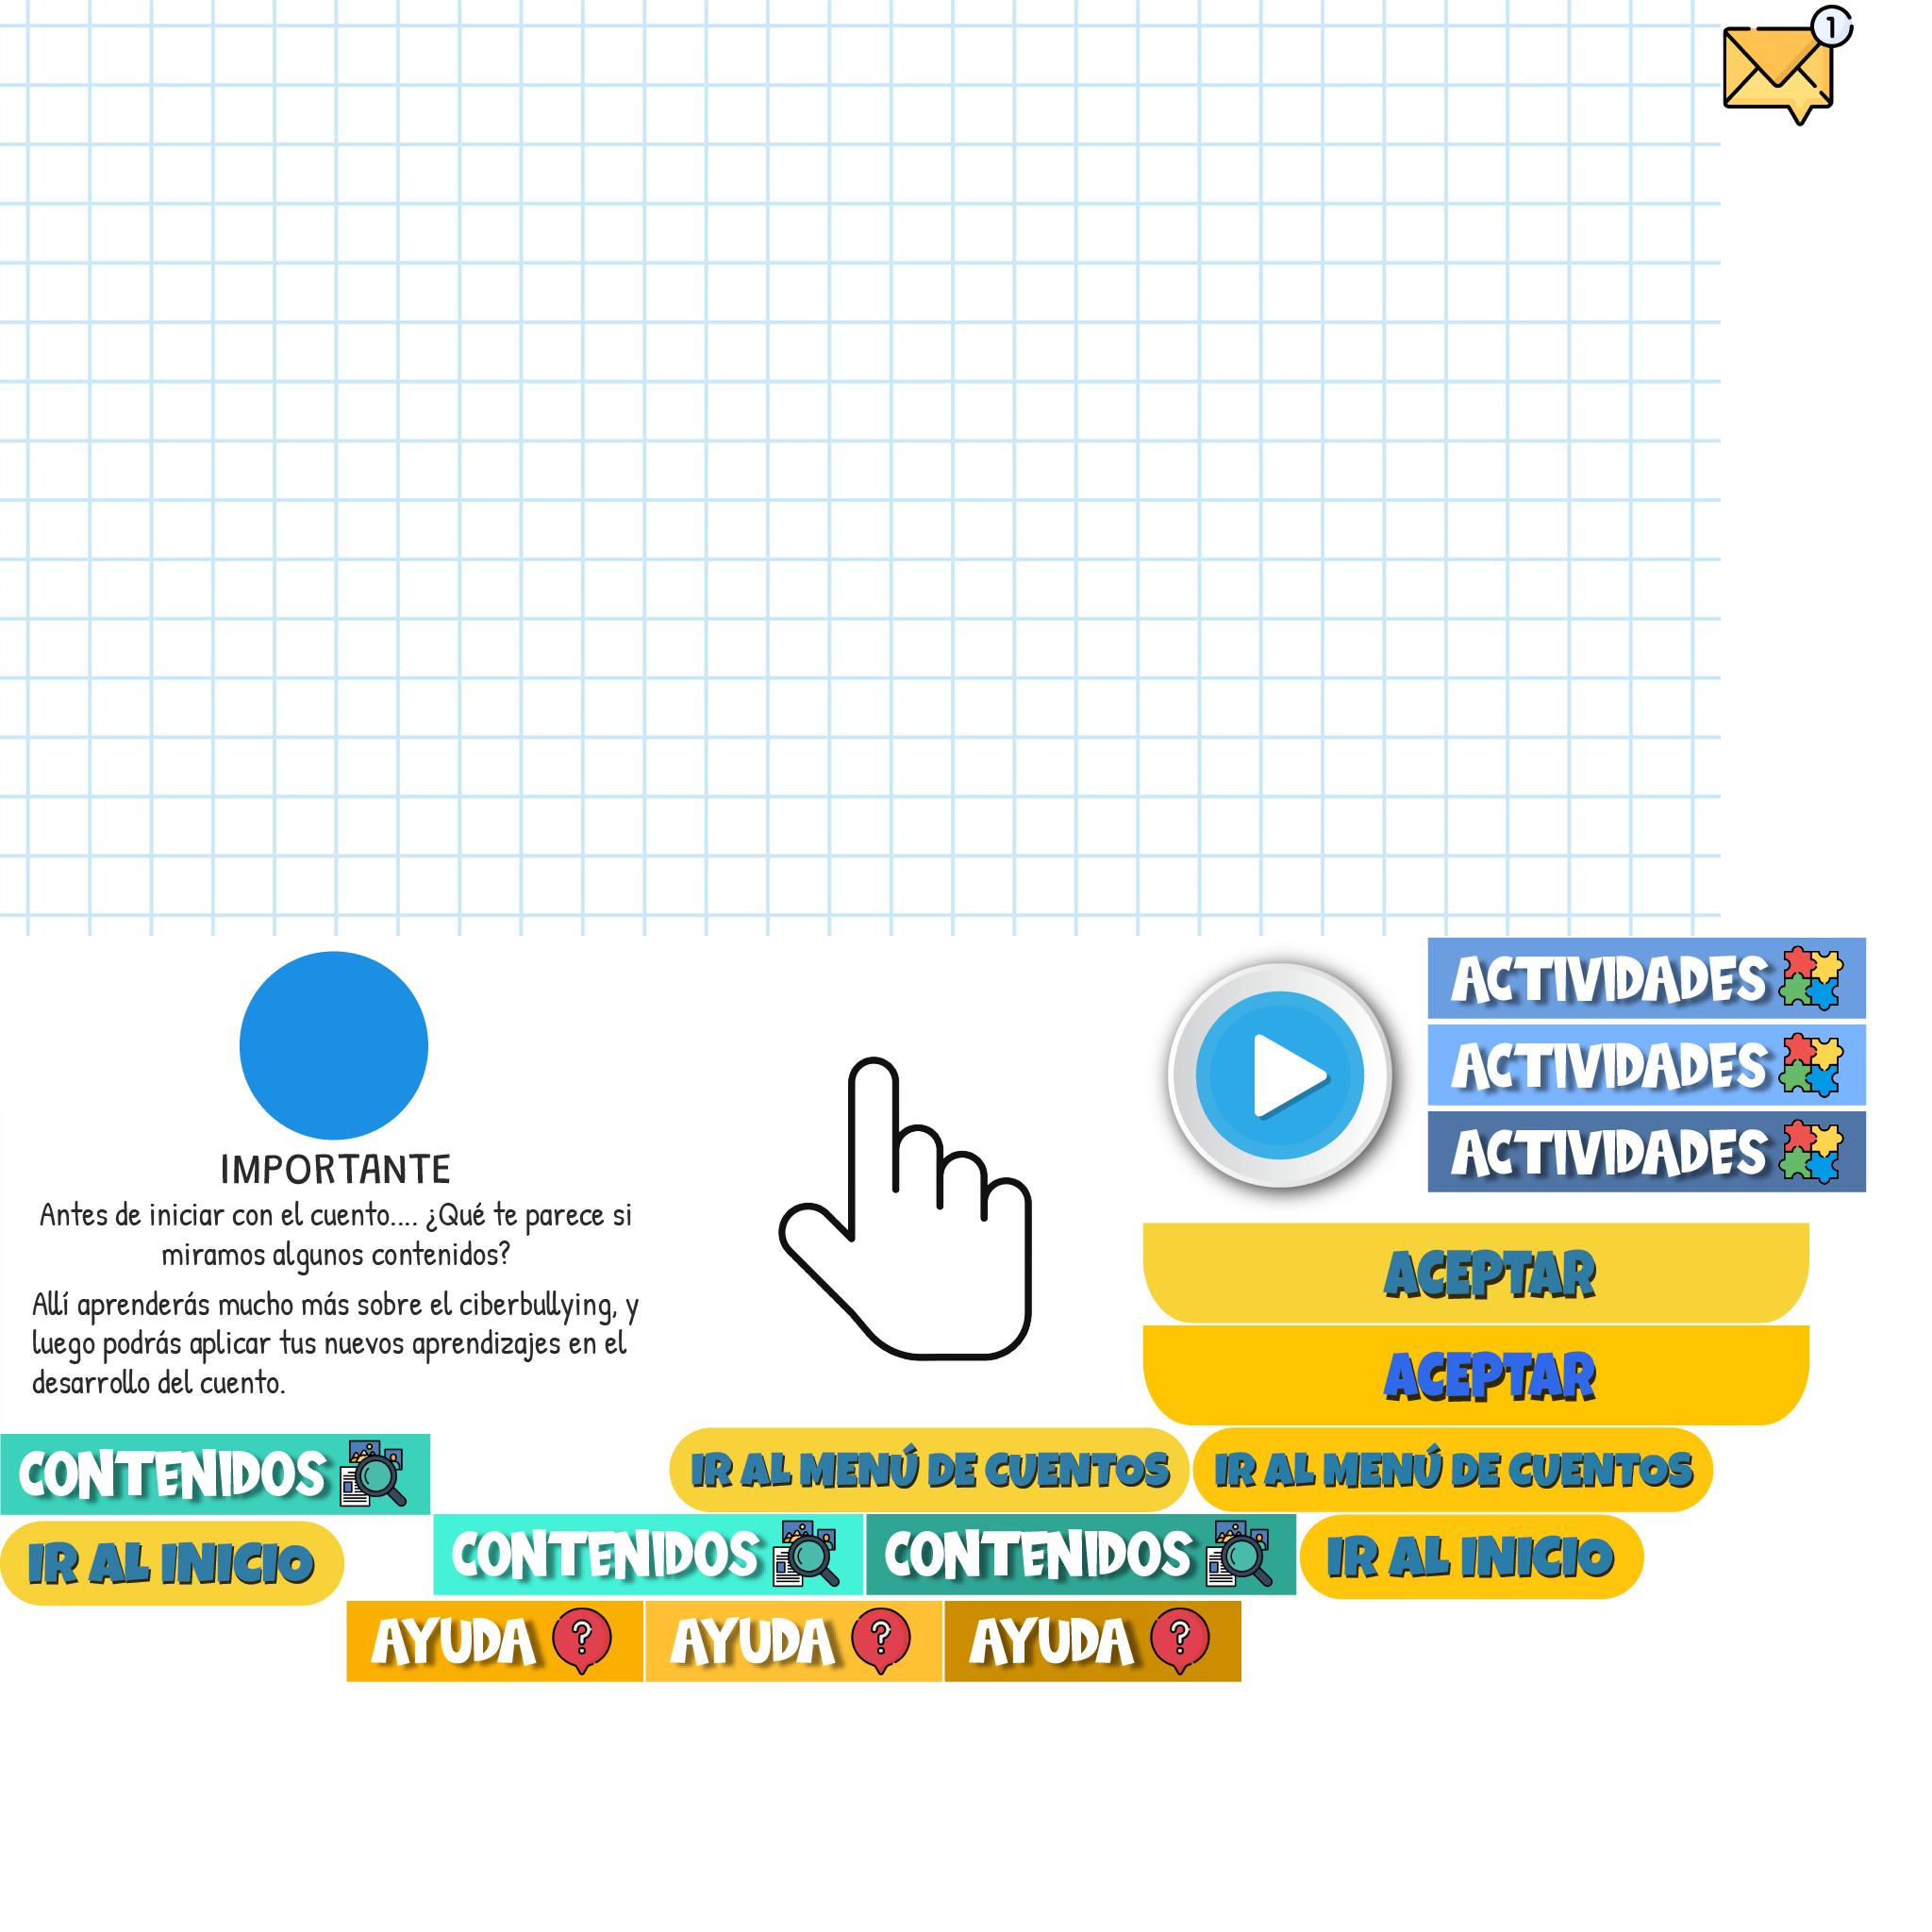 1
ACTIVIDADES
ACTIVIDADES
ACTIVIDADES
IMPORTANTE
Antes de iniciar con el cuento.... ¿Qué te parece si
miramos algunos contenidos?
Allí aprenderás mucho más sobre el ciberbullying, y
luego podrás aplicar tus nuevos aprendizajes en el
desarrollo del cuento.
ACEPTAR
ACEPTAR
CONTENIDOS
IR AL MENÚ DE CUENTOS
IR AL MENÚ DE CUENTOS
IR AL INICIO
CONTENIDOS
CONTENIDOS
IR AL INICIO
AYUDA ?
AYUDA ?
AYUDA ?